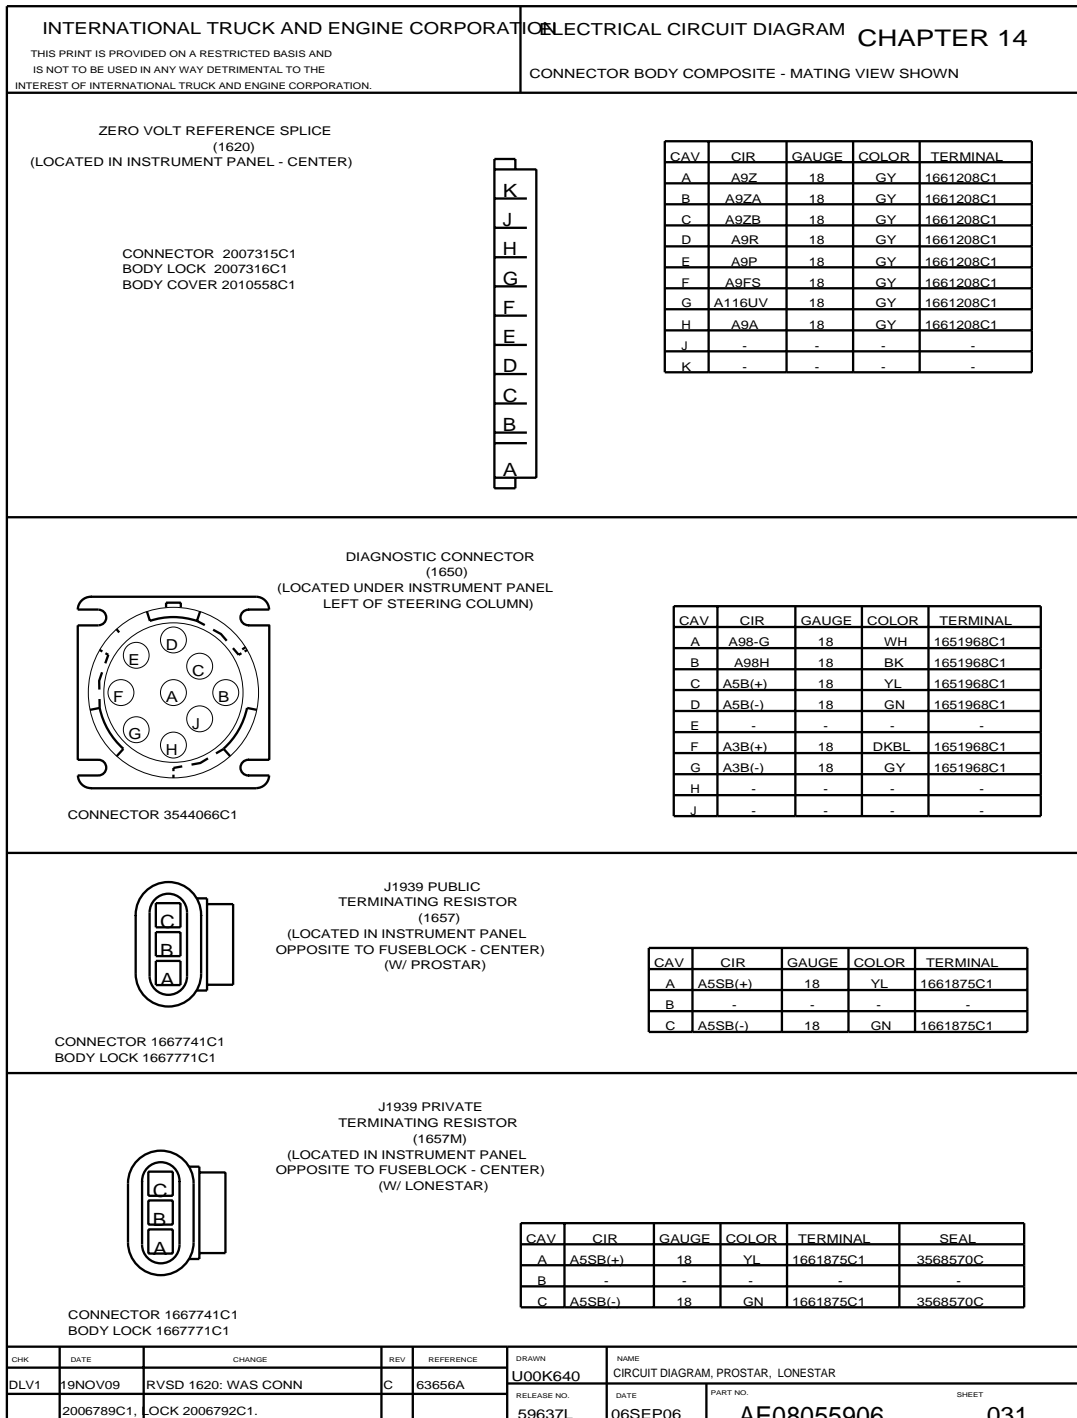 INTERNATIONAL TRUCK AND ENGINE CORPORATION
THIS PRINT IS PROVIDED ON A RESTRICTED BASIS AND
IS NOT TO BE USED IN ANY WAY DETRIMENTAL TO THE
INTEREST OF INTERNATIONAL TRUCK AND ENGINE CORPORATION.
ELECTRICAL CIRCUIT DIAGRAM CHAPTER 14
CONNECTOR BODY COMPOSITE - MATING VIEW SHOWN
ZERO VOLT REFERENCE SPLICE
(1620)
(LOCATED IN INSTRUMENT PANEL - CENTER)
CONNECTOR 2007315C1
BODY LOCK 2007316C1
BODY COVER 2010558C1
K
J
H
G
F
E
D
C
B
A
CAV CIR GAUGE COLOR TERMINAL
A A9Z 18 GY 1661208C1
B A9ZA 18 GY 1661208C1
C A9ZB 18 GY 1661208C1
D A9R 18 GY 1661208C1
E A9P 18 GY 1661208C1
F A9FS 18 GY 1661208C1
G A116UV 18 GY 1661208C1
H A9A 18 GY 1661208C1
J - - - -
K - - - -
DIAGNOSTIC CONNECTOR
(1650)
(LOCATED UNDER INSTRUMENT PANEL
LEFT OF STEERING COLUMN)
D
E
C
F
A
B
G
J
H
CONNECTOR 3544066C1
CAV CIR GAUGE COLOR TERMINAL
A A98-G 18 WH 1651968C1
B A98H 18 BK 1651968C1
C A5B(+) 18 YL 1651968C1
D A5B(-) 18 GN 1651968C1
E - - - -
F A3B(+) 18 DKBL 1651968C1
G A3B(-) 18 GY 1651968C1
H - - - -
J - - - -
J1939 PUBLIC
TERMINATING RESISTOR
(1657)
(LOCATED IN INSTRUMENT PANEL
OPPOSITE TO FUSEBLOCK - CENTER)
(W/ PROSTAR)
C
B
A
CONNECTOR 1667741C1
BODY LOCK 1667771C1
CAV CIR GAUGE COLOR TERMINAL
A A5SB(+) 18 YL 1661875C1
B - - - -
C A5SB(-) 18 GN 1661875C1
J1939 PRIVATE
TERMINATING RESISTOR
(1657M)
(LOCATED IN INSTRUMENT PANEL
OPPOSITE TO FUSEBLOCK - CENTER)
(W/ LONESTAR)
C
B
A
CONNECTOR 1667741C1
BODY LOCK 1667771C1
CAV CIR GAUGE COLOR TERMINAL SEAL
A A5SB(+) 18 YL 1661875C1 3568570C
B - - - - -
C A5SB(-) 18 GN 1661875C1 3568570C
CHK DATE CHANGE REV REFERENCE
DLV1 19NOV09 RVSD 1620: WAS CONN C 63656A
2006789C1, LOCK 2006792C1.
DRAWN
U00K640
NAME
CIRCUIT DIAGRAM, PROSTAR, LONESTAR
RELEASE NO.
59637L
DATE
06SEP06
PART NO.
AE08055906
SHEET
031